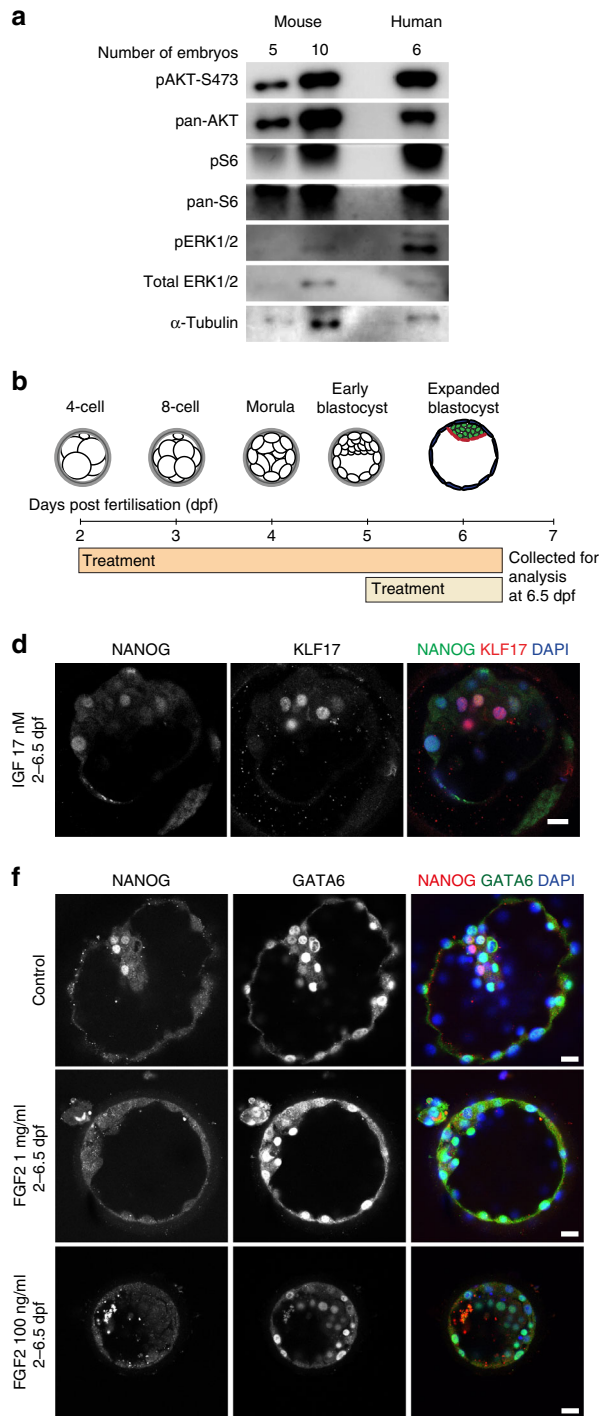 a
Mouse Human
Number of embryos 5 10 6
pAKT-S473
pan-AKT
pS6
pan-S6
pERK1/2
Total ERK1/2
α-Tubulin
b
4-cell 8-cell Morula Early blastocyst Expanded blastocyst
Days post fertilisation (dpf)
2 3 4 5 6 7
Treatment
Treatment
Collected for
analysis
at 6.5 dpf
d
NANOG KLF17 NANOG KLF17 DAPI
IGF 17 nM
2–6.5 dpf
f
NANOG GATA6 NANOG GATA6 DAPI
Control
FGF2 1 mg/ml
2–6.5 dpf
FGF2 100 ng/ml
2–6.5 dpf